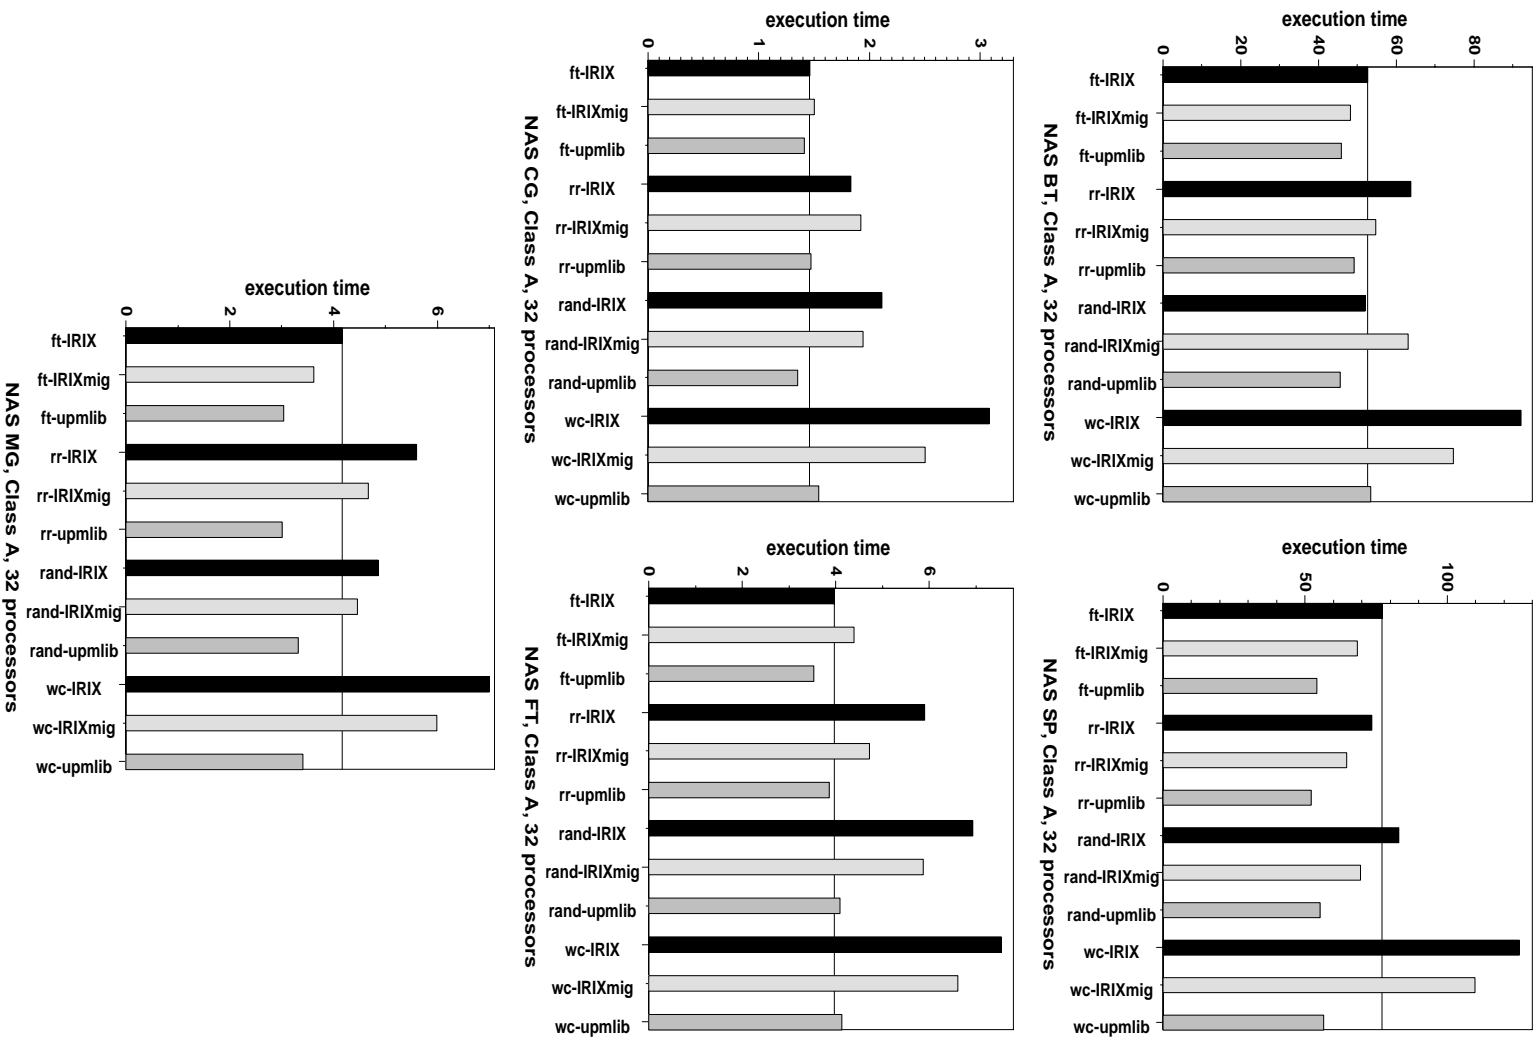 execution time
0
20
40
60
80
ft-IRIX
ft-IRIXmig
ft-upmlib
rr-IRIX
rr-IRIXmig
rr-upmlib
rand-IRIX
rand-IRIXmig
rand-upmlib
wc-IRIX
wc-IRIXmig
wc-upmlib
NAS BT, Class A, 32 processors
execution time
0
50
100
ft-IRIX
ft-IRIXmig
ft-upmlib
rr-IRIX
rr-IRIXmig
rr-upmlib
rand-IRIX
rand-IRIXmig
rand-upmlib
wc-IRIX
wc-IRIXmig
wc-upmlib
NAS SP, Class A, 32 processors
execution time
0
1
2
3
ft-IRIX
ft-IRIXmig
ft-upmlib
rr-IRIX
rr-IRIXmig
rr-upmlib
rand-IRIX
rand-IRIXmig
rand-upmlib
wc-IRIX
wc-IRIXmig
wc-upmlib
NAS CG, Class A, 32 processors
execution time
0
2
4
6
ft-IRIX
ft-IRIXmig
ft-upmlib
rr-IRIX
rr-IRIXmig
rr-upmlib
rand-IRIX
rand-IRIXmig
rand-upmlib
wc-IRIX
wc-IRIXmig
wc-upmlib
NAS FT, Class A, 32 processors
execution time
0
2
4
6
ft-IRIX
ft-IRIXmig
ft-upmlib
rr-IRIX
rr-IRIXmig
rr-upmlib
rand-IRIX
rand-IRIXmig
rand-upmlib
wc-IRIX
wc-IRIXmig
wc-upmlib
NAS MG, Class A, 32 processors